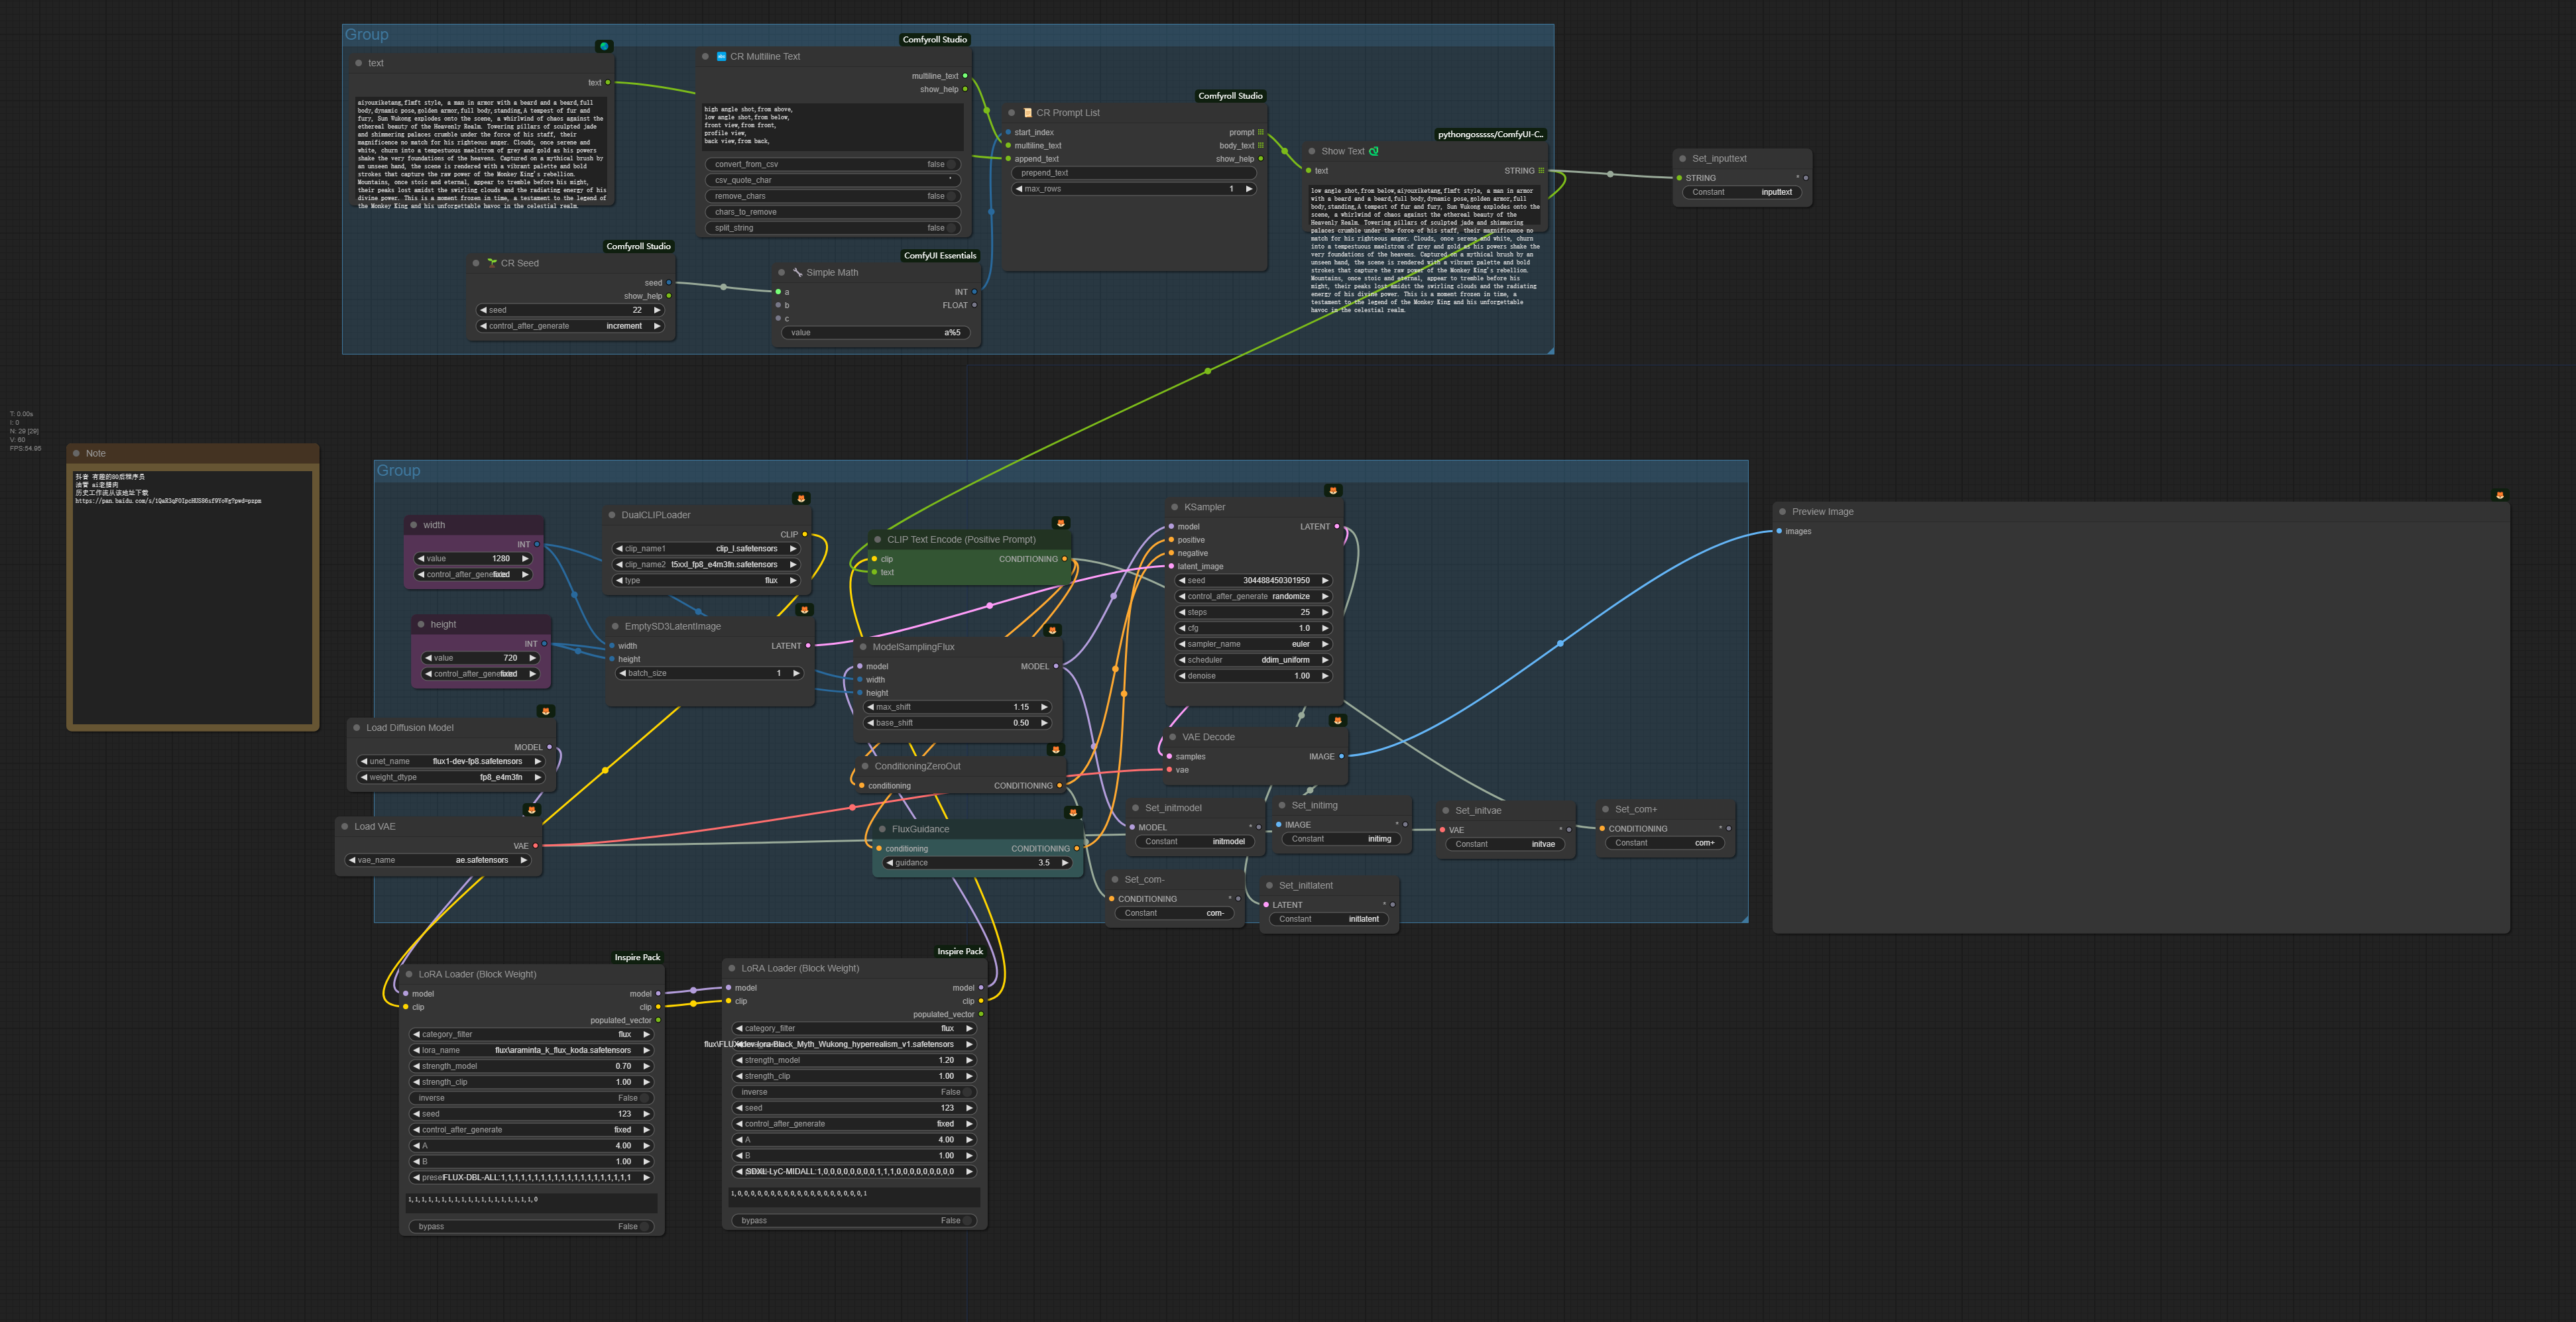 Group
text
text
aiyouxiketang,flmft style, a man in armor with a beard and a beard,full
body,dynamic pose,golden armor,full body,standing,A tempest of fur and
fury, Sun Wukong explodes onto the scene, a whirlwind of chaos against the
ethereal beauty of the Heavenly Realm. Towering pillars of sculpted jade
and shimmering palaces crumble under the force of his staff, their
magnificence no match for his righteous anger. Clouds, once serene and
white, churn into a tempestuous maelstrom of grey and gold as his powers
shake the very foundations of the heavens. Captured on a mythical brush by
an unseen hand, the scene is rendered with a vibrant palette and bold
strokes that capture the raw power of the Monkey King's rebellion.
Mountains, once stoic and eternal, appear to tremble before his might,
their peaks lost amidst the swirling clouds and the radiating energy of his
divine power. This is a moment frozen in time, a testament to the legend of
the Monkey King and his unforgettable havoc in the celestial realm.
Comfyroll Studio
CR Multiline Text
multiline_text
show_help
high angle shot,from above,
low angle shot,from below,
front view,from front,
profile view,
back view,from back,
convert_from_csv false
csv_quote_char '
remove_chars false
chars_to_remove
split_string false
Comfyroll Studio
CR Prompt List
start_index prompt
multiline_text body_text
append_text show_help
prepend_text
max_rows 1
pythongosssss/ComfyUI-C..
Show Text
text STRING
low angle shot,from below,aiyouxiketang,flmft style, a man in armor
with a beard and a beard,full body,dynamic pose,golden armor,full
body,standing,A tempest of fur and fury, Sun Wukong explodes onto the
scene, a whirlwind of chaos against the ethereal beauty of the
Heavenly Realm. Towering pillars of sculpted jade and shimmering
palaces crumble under the force of his staff, their magnificence no
match for his righteous anger. Clouds, once serene and white, churn
into a tempestuous maelstrom of grey and gold as his powers shake the
very foundations of the heavens. Captured on a mythical brush by an
unseen hand, the scene is rendered with a vibrant palette and bold
strokes that capture the raw power of the Monkey King's rebellion.
Mountains, once stoic and eternal, appear to tremble before his
might, their peaks lost amidst the swirling clouds and the radiating
energy of his divine power. This is a moment frozen in time, a
testament to the legend of the Monkey King and his unforgettable
havoc in the celestial realm.
Set_inputtext
STRING *
Constant inputtext
Comfyroll Studio
CR Seed
seed
show_help
seed 22
control_after_generate increment
ComfyUI Essentials
Simple Math
a INT
b FLOAT
c
value a%5
T: 0.00s
I: 0
N: 29 [29]
V: 60
FPS:54.95
Note
抖音 有趣的80后程序员
油管 ai老腊肉
历史工作流从该地址下载
Group
width
INT
value 1280
control_after_generate fixed
height
INT
value 720
control_after_generate fixed
DualCLIPLoader
CLIP
clip_name1 clip_l.safetensors
clip_name2 t5xxl_fp8_e4m3fn.safetensors
type flux
EmptySD3LatentImage
width LATENT
height
batch_size 1
Load Diffusion Model
MODEL
unet_name flux1-dev-fp8.safetensors
weight_dtype fp8_e4m3fn
Load VAE
VAE
vae_name ae.safetensors
CLIP Text Encode (Positive Prompt)
clip CONDITIONING
text
ModelSamplingFlux
model MODEL
width
height
max_shift 1.15
base_shift 0.50
ConditioningZeroOut
conditioning CONDITIONING
FluxGuidance
conditioning CONDITIONING
guidance 3.5
KSampler
model LATENT
positive
negative
latent_image
seed 304488450301950
control_after_generate randomize
steps 25
cfg 1.0
sampler_name euler
scheduler ddim_uniform
denoise 1.00
VAE Decode
samples IMAGE
vae
Set_initmodel
MODEL *
Constant initmodel
Set_initimg
IMAGE *
Constant initimg
Set_initvae
VAE *
Constant initvae
Set_com+
CONDITIONING *
Constant com+
Set_com-
CONDITIONING *
Constant com-
Set_initlatent
LATENT *
Constant initlatent
Preview Image
images
Inspire Pack
LoRA Loader (Block Weight)
model model
clip clip
populated_vector
category_filter flux
lora_name flux\araminta_k_flux_koda.safetensors
strength_model 0.70
strength_clip 1.00
inverse False
seed 123
control_after_generate fixed
A 4.00
B 1.00
FLUX-DBL-ALL:1,1,1,1,1,1,1,1,1,1,1,1,1,1,1,1,1,1,1,1
1,1,1,1,1,1,1,1,1,1,1,1,1,1,1,1,1,1,1,0
bypass False
Inspire Pack
LoRA Loader (Block Weight)
model model
clip clip
populated_vector
category_filter flux
strength_model 1.20
strength_clip 1.00
inverse False
seed 123
control_after_generate fixed
A 4.00
B 1.00
SDXL-LyC-MIDALL:1,0,0,0,0,0,0,0,0,1,1,1,0,0,0,0,0,0,0,0,0
1,0,0,0,0,0,0,0,0,0,0,0,0,0,0,0,0,0,0,0,1
bypass False